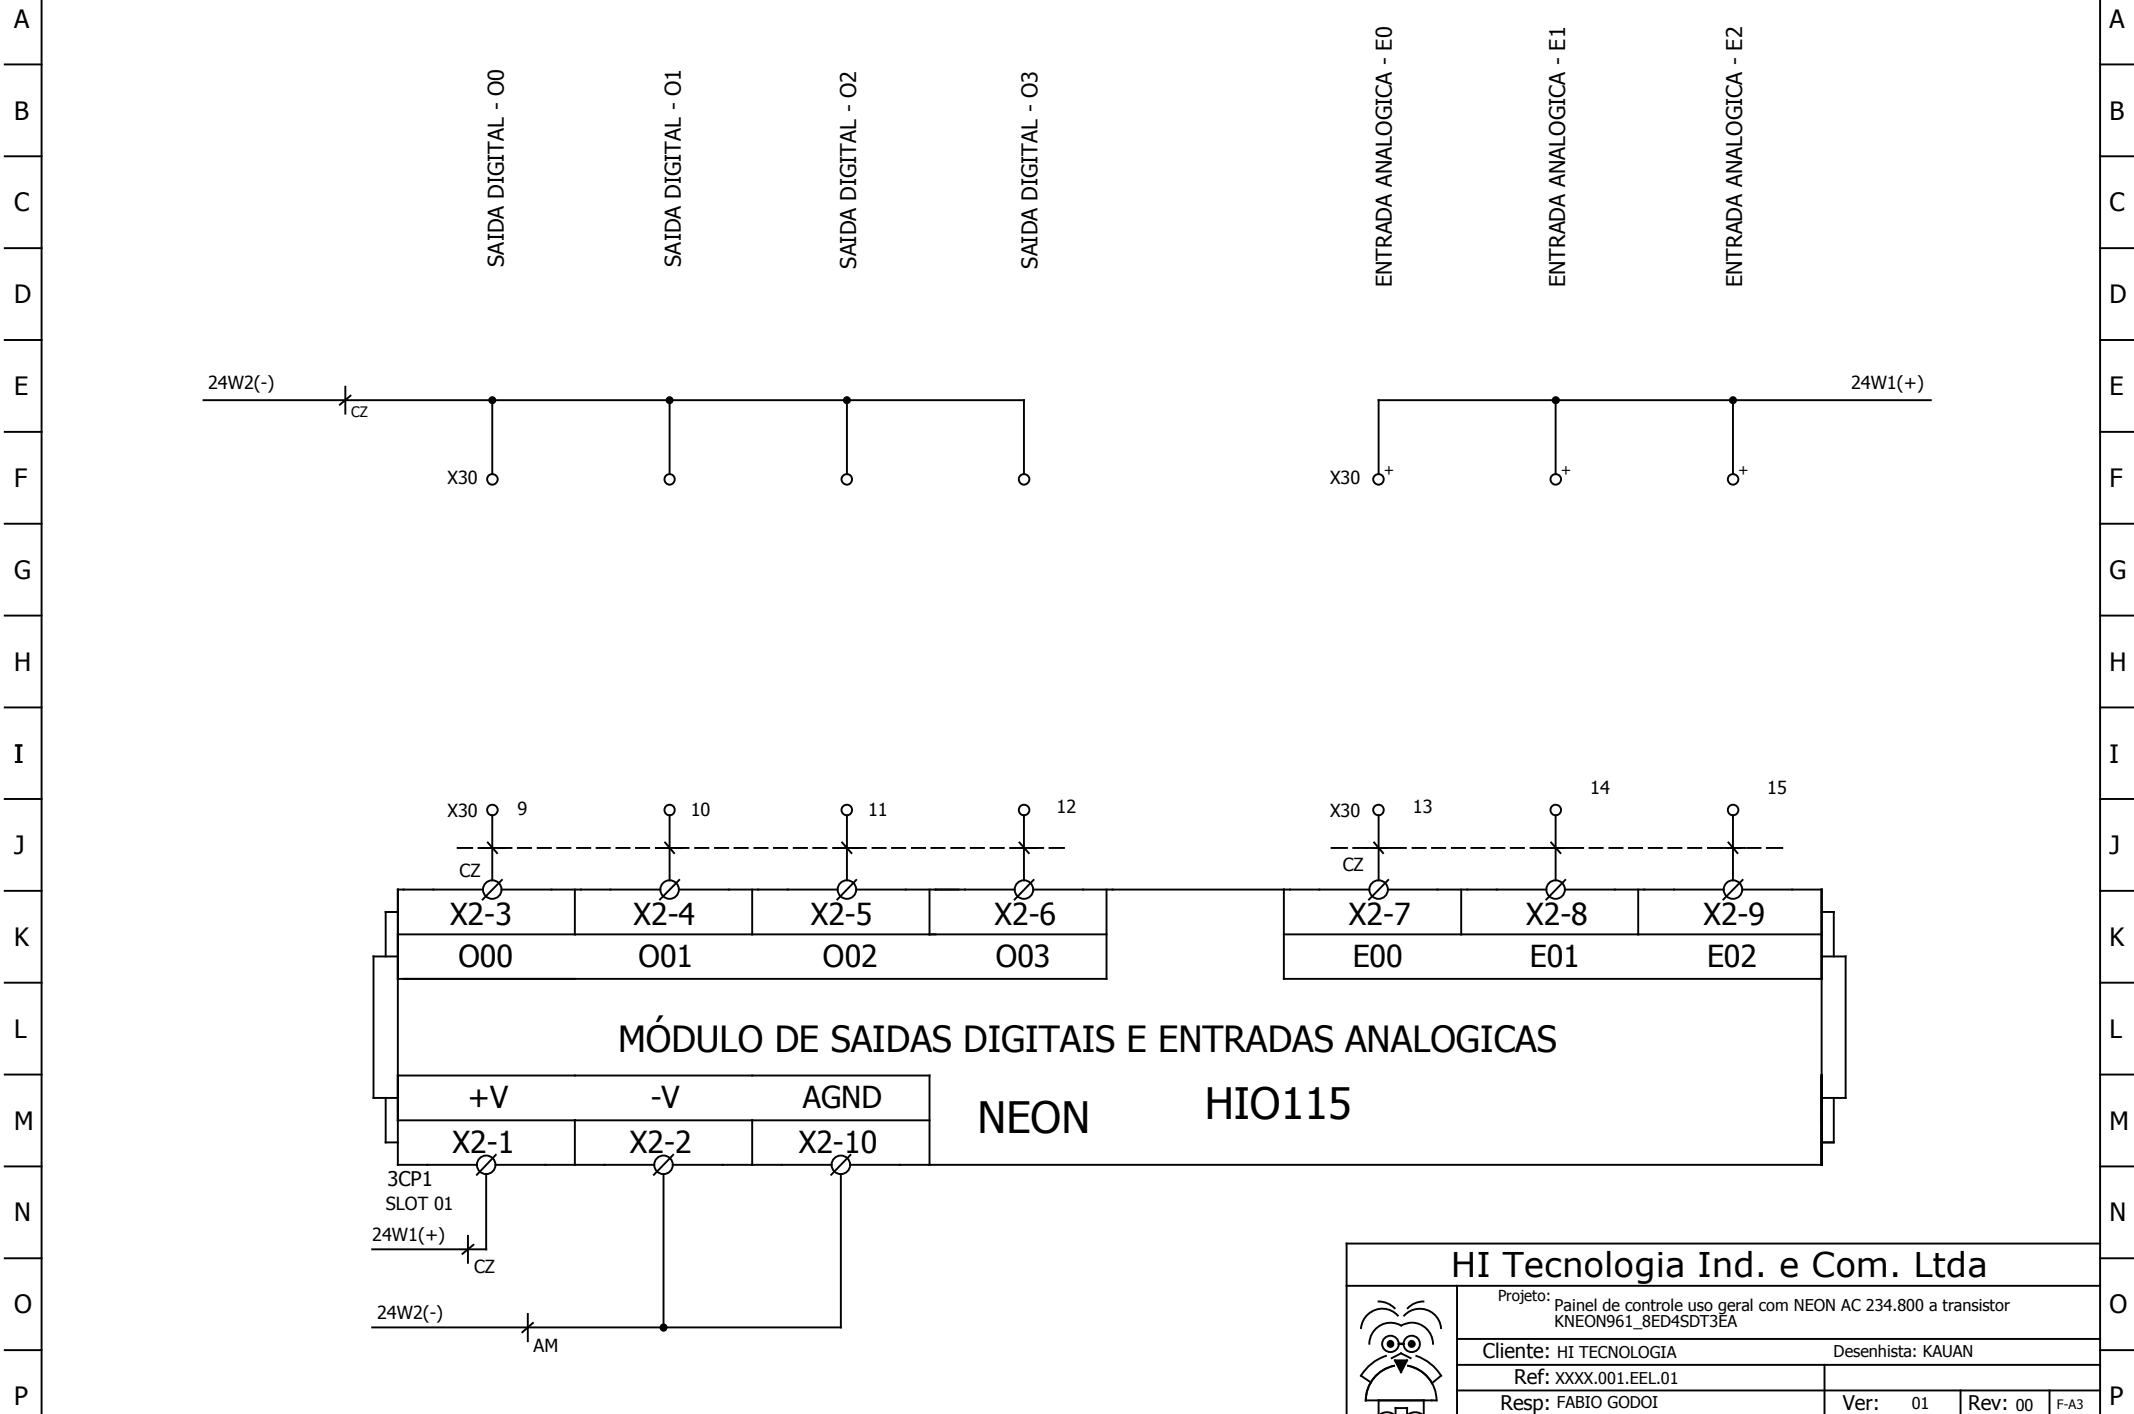 A A
SAIDA DIGITAL - O0
SAIDA DIGITAL - O1
SAIDA DIGITAL - O2
SAIDA DIGITAL - O3
ENTRADA ANALOGICA - E0
ENTRADA ANALOGICA - E1
ENTRADA ANALOGICA - E2
B B
C C
D D
E 24W2(-) 24W1(+) E
CZ
F X30 X30 + + + F
G G
H H
I I
X30 9 10 11 12 X30 13 14 15
J J
CZ CZ
X2-3 X2-4 X2-5 X2-6 X2-7 X2-8 X2-9
K K
O00 O01 O02 O03 E00 E01 E02
L MÓDULO DE SAIDAS DIGITAIS E ENTRADAS ANALOGICAS L
+V -V AGND
M NEON HIO115 M
X2-1 X2-2 X2-10
3CP1
SLOT 01
N N
24W1(+)
CZ
HI Tecnologia Ind. e Com. Ltda
O O
24W2(-)
AM
Projeto: Painel de controle uso geral com NEON AC 234.800 a transistor
KNEON961_8ED4SDT3EA
Cliente: HI TECNOLOGIA Desenhista: KAUAN
Ref: XXXX.001.EEL.01
P P
Resp: FABIO GODOI Ver: 01 Rev: 00 F-A3